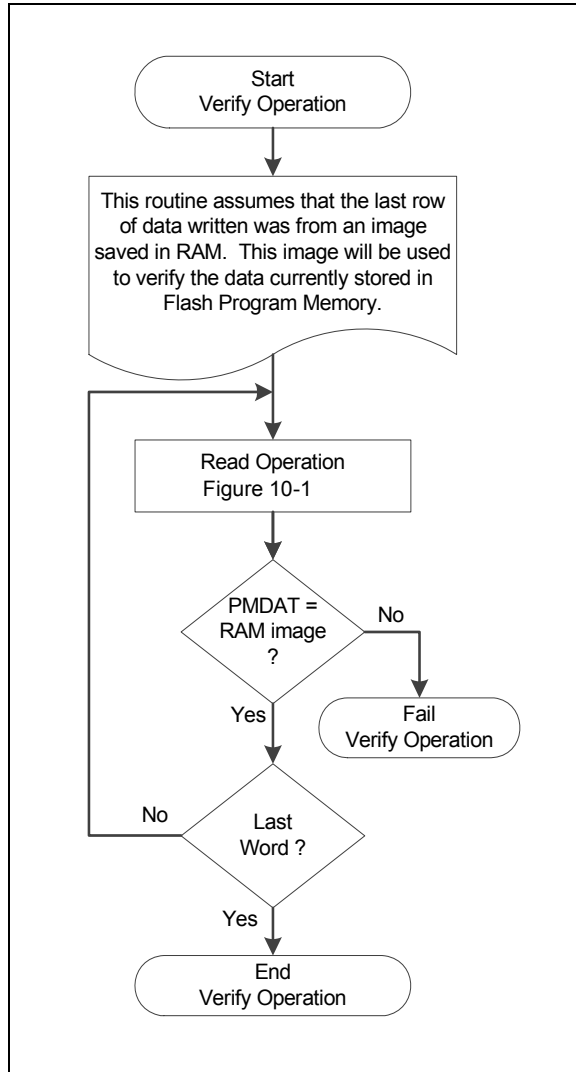 Start
Verify Operation
This routine assumes that the last row
of data written was from an image
saved in RAM. This image will be used
to verify the data currently stored in
Flash Program Memory.
Read Operation
Figure 10-1
PMDAT =
RAM image
?
No
Yes
Fail
Verify Operation
No
Last
Word ?
Yes
End
Verify Operation